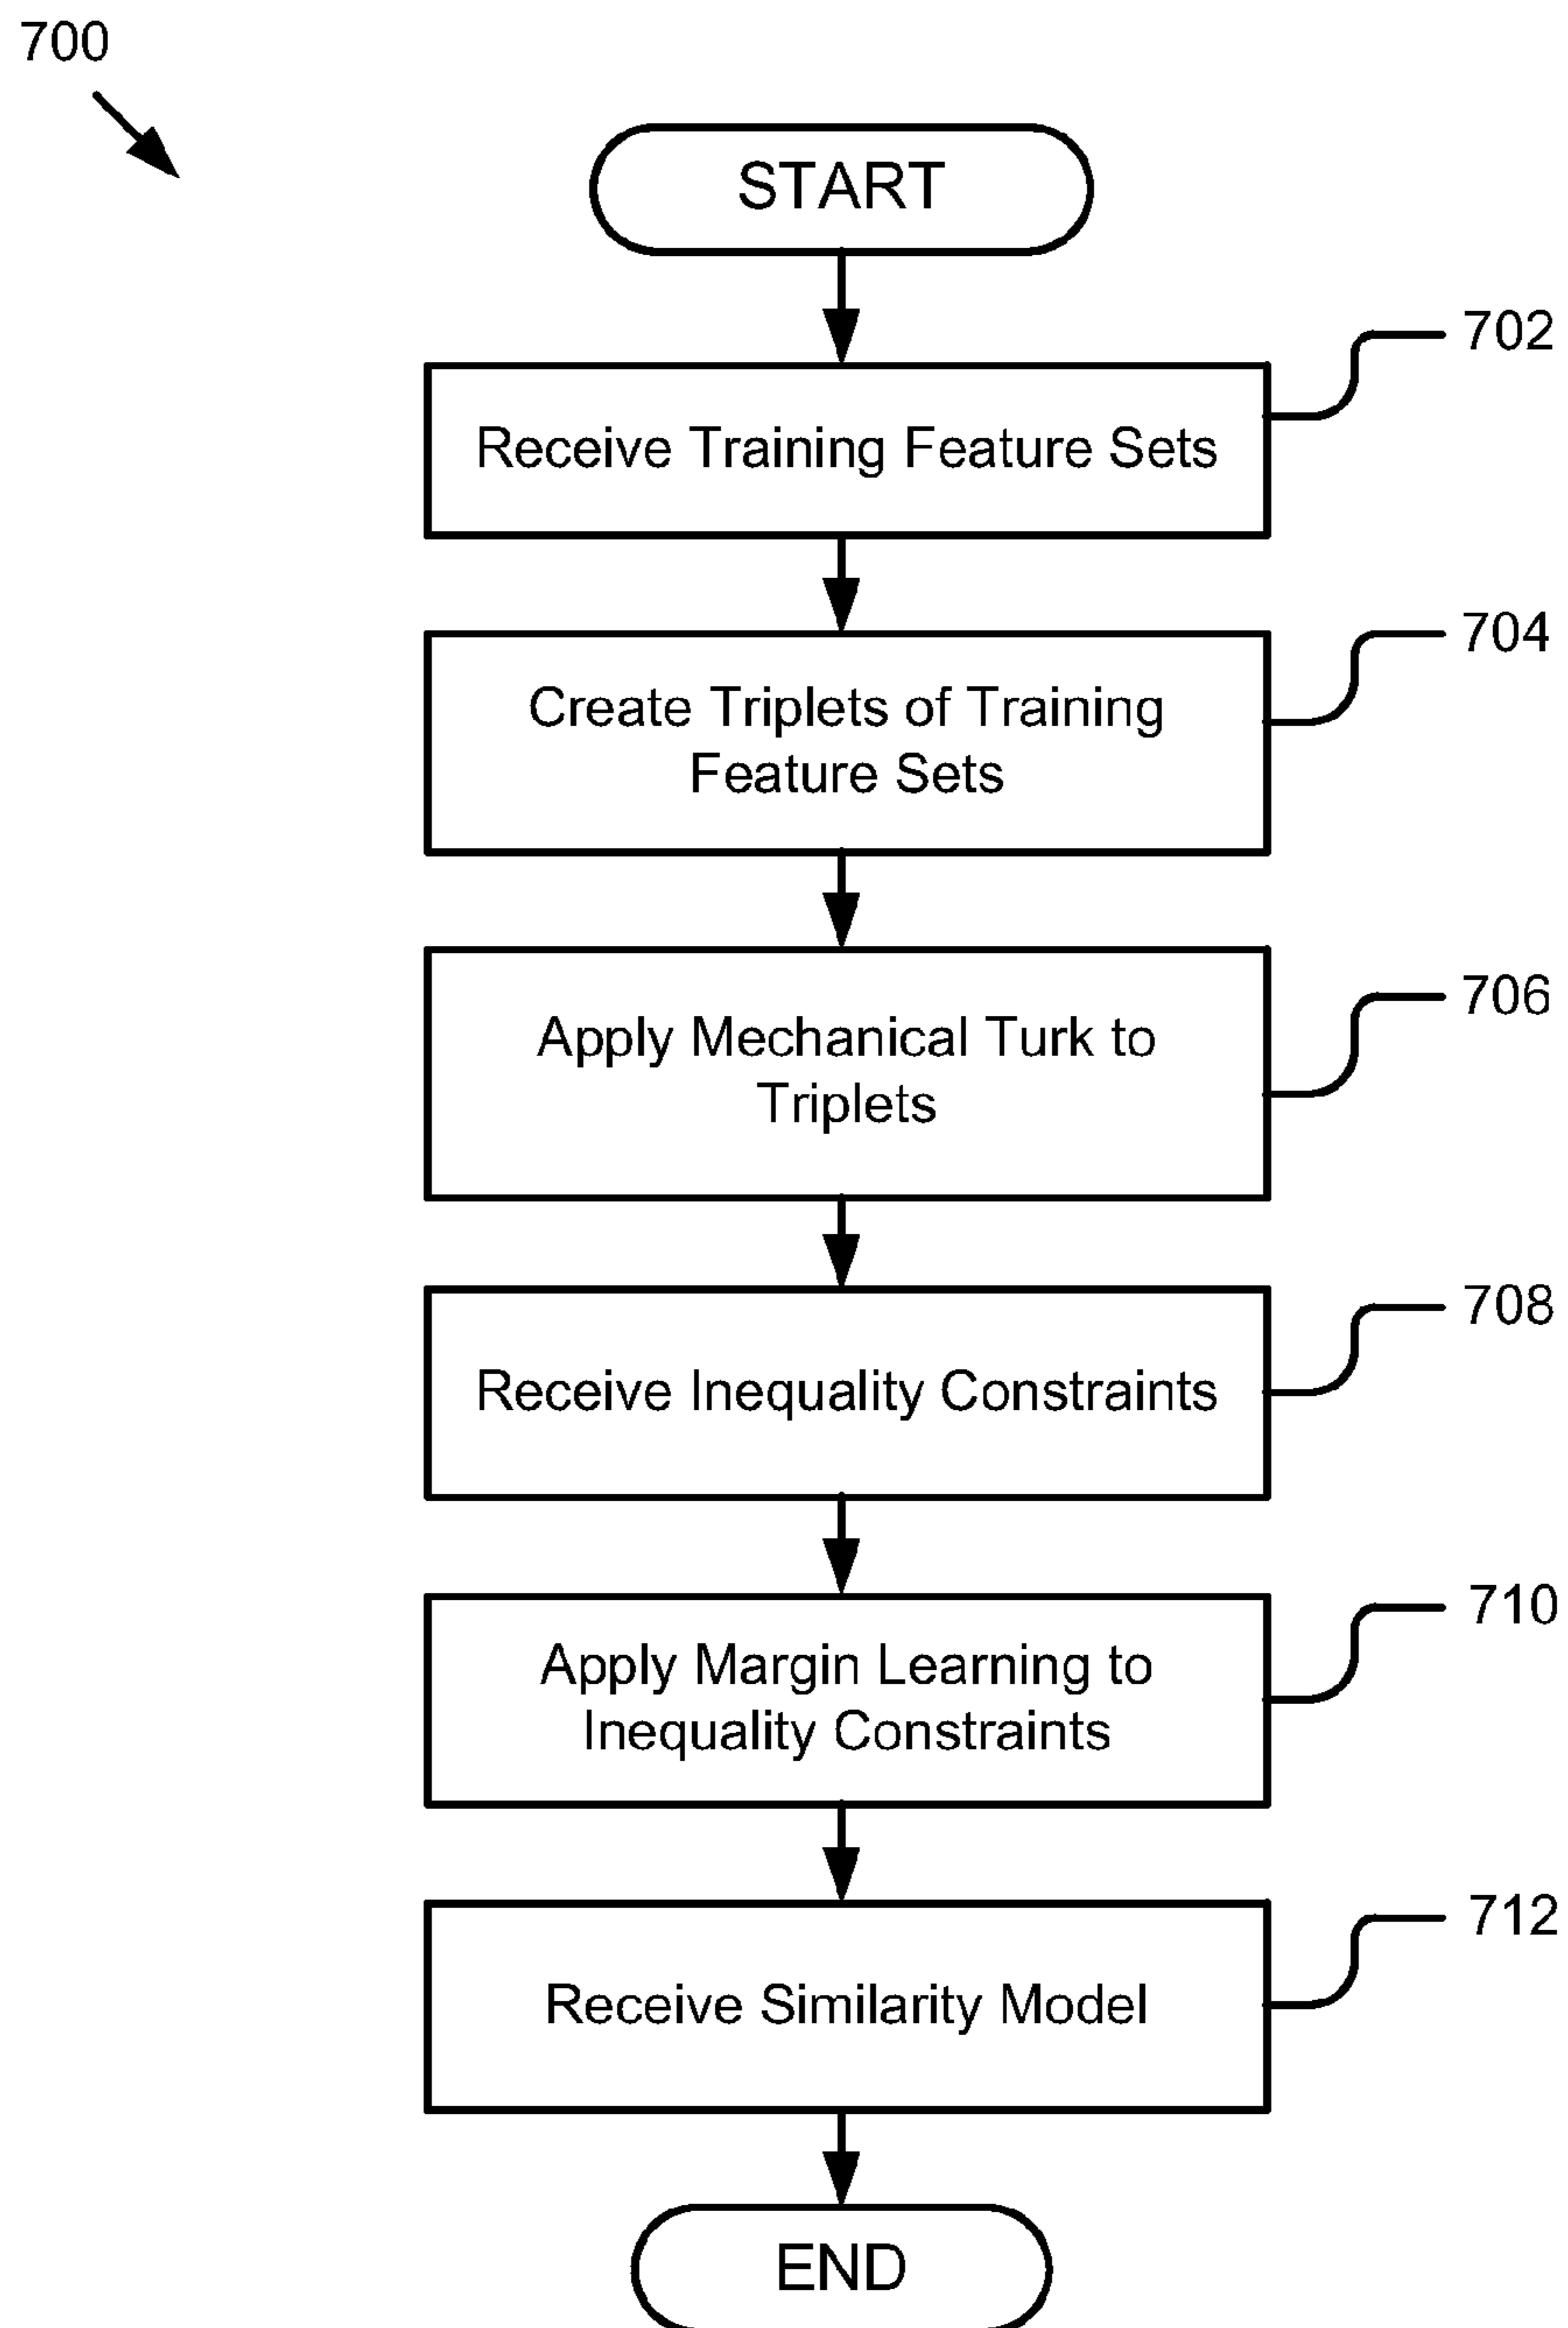 700
START
702
Receive Training Feature Sets
704
Create Triplets of Training
Feature Sets
706
Apply Mechanical Turk to
Triplets
708
Receive Inequality Constraints
710
Apply Margin Learning to
Inequality Constraints
712
Receive Similarity Model
END